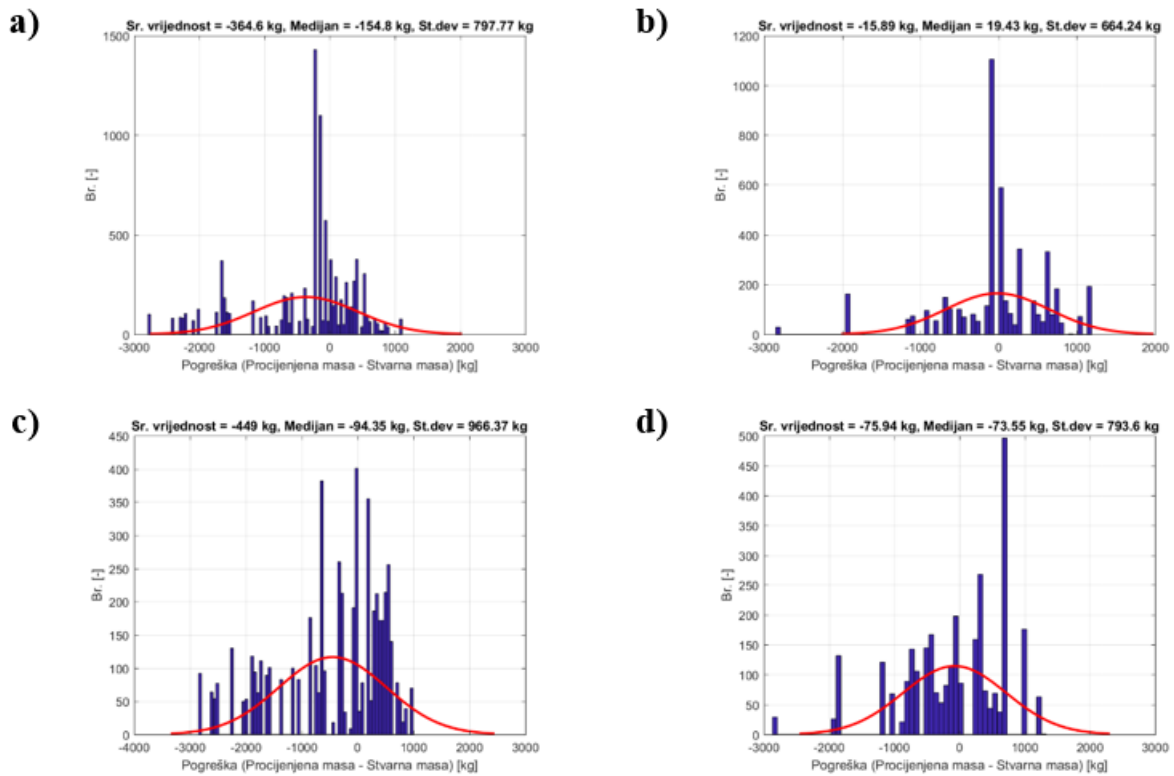 a)
Sr. vrijednost = -364.6 kg, Medijan = -154.8 kg, St.dev = 797.77 kg
1500
1000
500
0
Br. [-]
-3000 -2000 -1000 0 1000 2000 3000
Pogreška (Procijenjena masa - Stvarna masa) [kg]
b)
Sr. vrijednost = -15.89 kg, Medijan = 19.43 kg, St.dev = 664.24 kg
1200
1000
800
600
400
200
0
Br. [-]
-3000 -2000 -1000 0 1000 2000
Pogreška (Procijenjena masa - Stvarna masa) [kg]
c)
Sr. vrijednost = -449 kg, Medijan = -94.35 kg, St.dev = 966.37 kg
450
400
350
300
250
200
150
100
50
0
Br. [-]
-4000 -3000 -2000 -1000 0 1000 2000 3000
Pogreška (Procijenjena masa - Stvarna masa) [kg]
d)
Sr. vrijednost = -75.94 kg, Medijan = -73.55 kg, St.dev = 793.6 kg
500
450
400
350
300
250
200
150
100
50
0
Br. [-]
-3000 -2000 -1000 0 1000 2000 3000
Pogreška (Procijenjena masa - Stvarna masa) [kg]